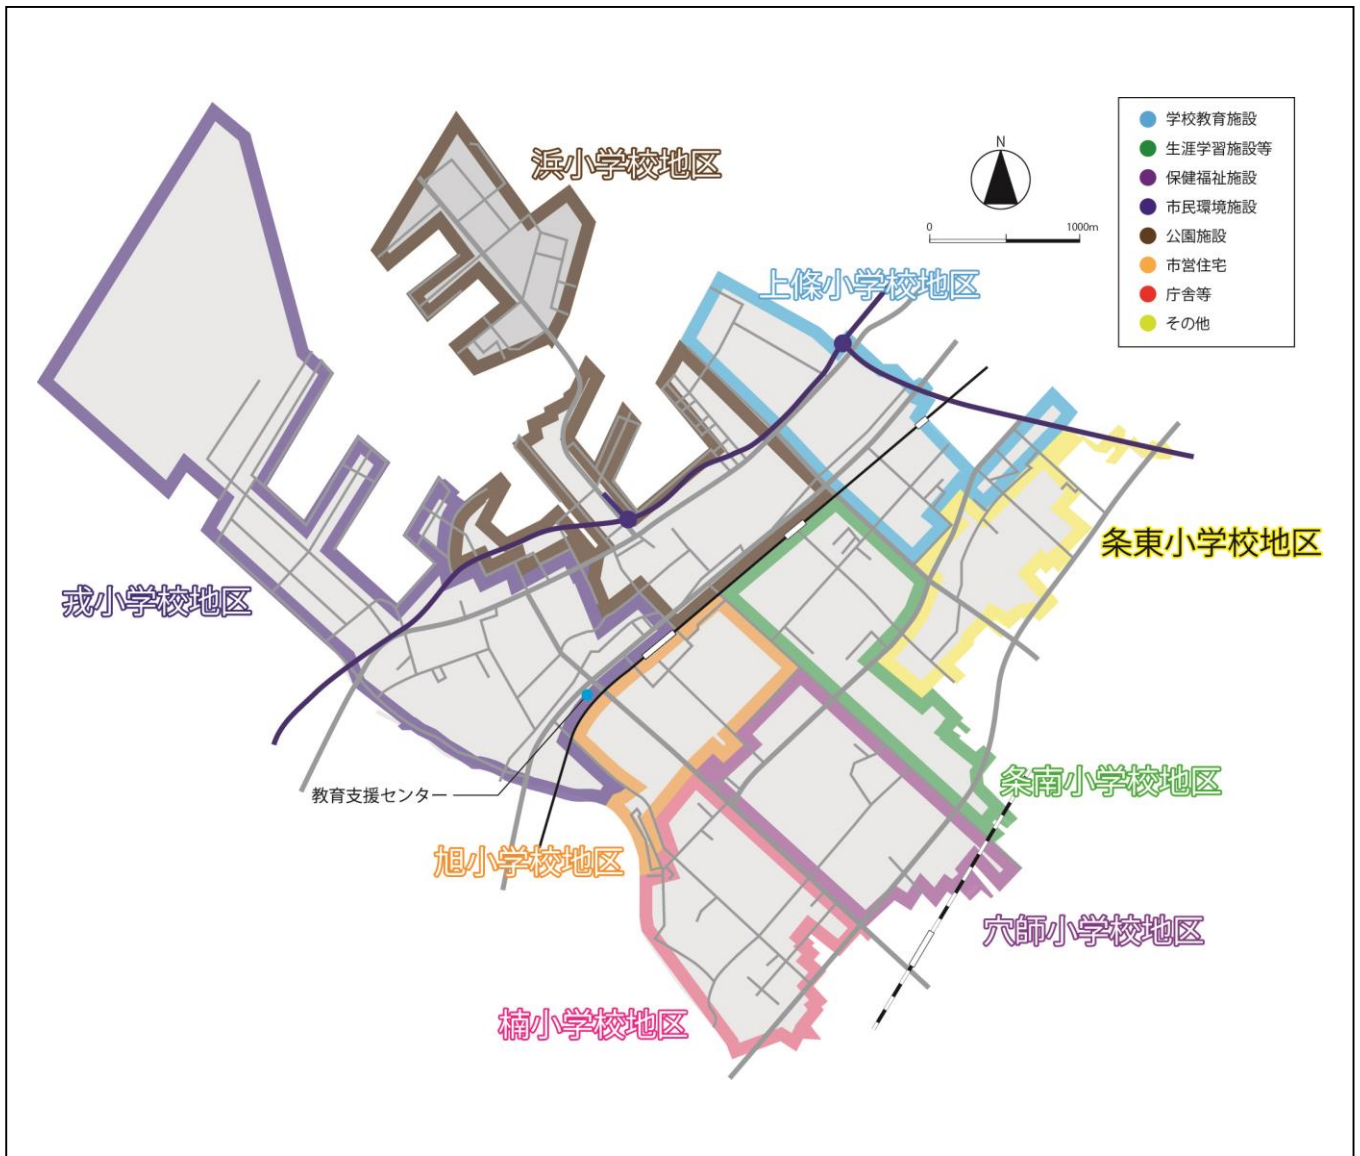 浜小学校地区
学校教育施設
生涯学習施設等
保健福祉施設
市民環境施設
公園施設
市営住宅
庁舎等
その他
N
0 1000m
上條小学校地区
条東小学校地区
戎小学校地区
条南小学校地区
教育支援センター
旭小学校地区
穴師小学校地区
楠小学校地区